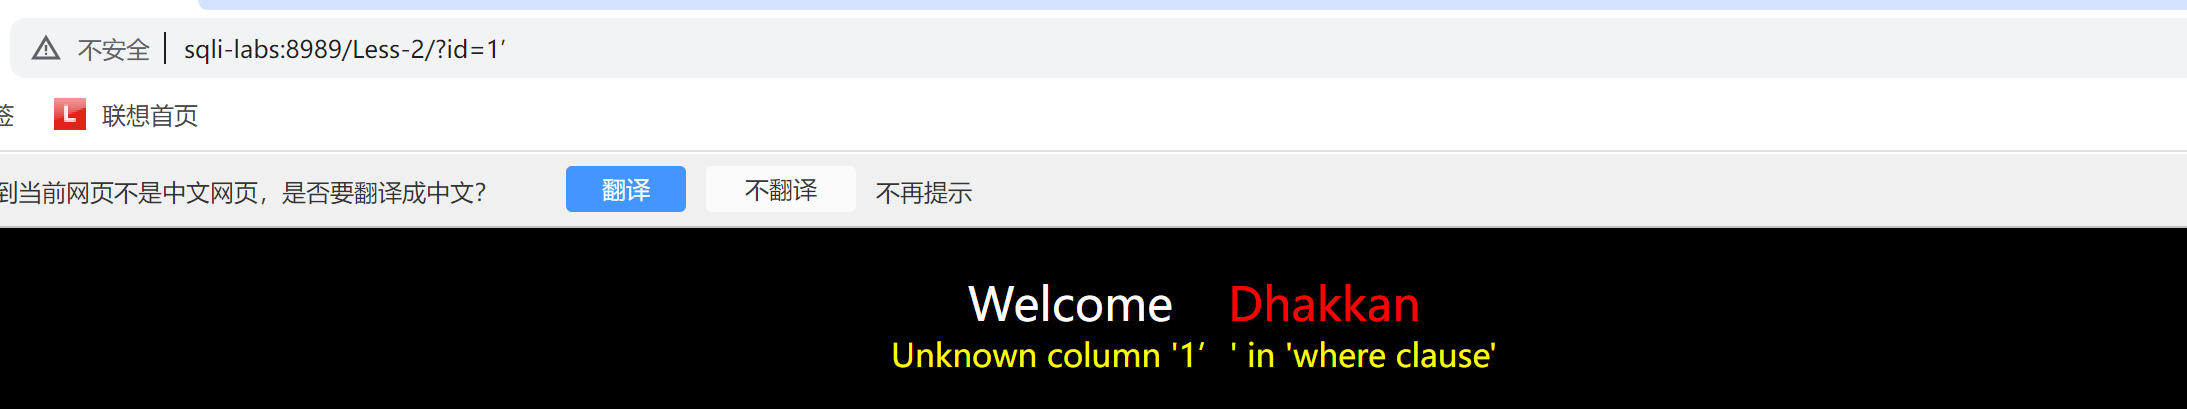 不安全 sqli-labs:8989/Less-2/?id=1’
签 L 联想首页
到当前网页不是中文网页，是否要翻译成中文？ 翻译 不翻译 不再提示
Welcome Dhakkan
Unknown column '1’ ' in 'where clause'